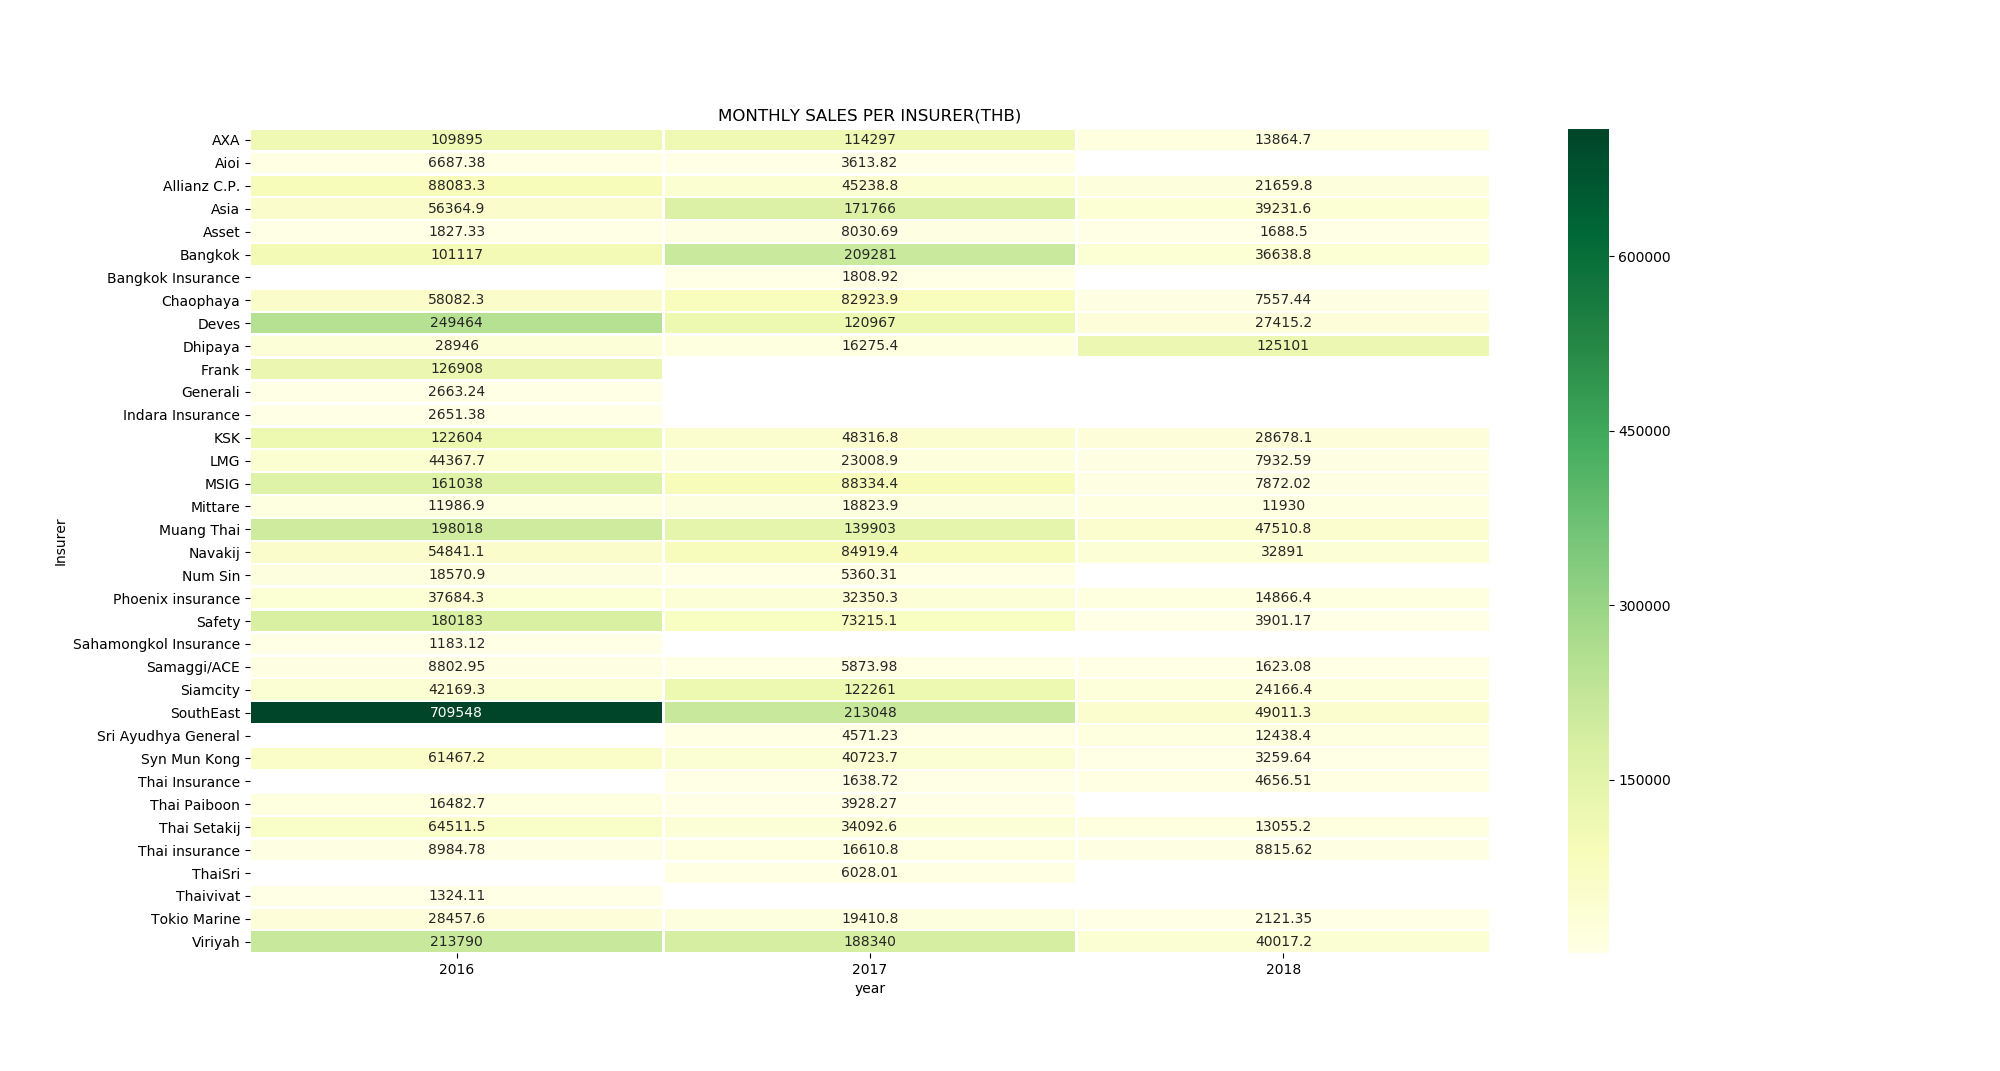 MONTHLY SALES PER INSURER(THB)
AXA 109895 114297 13864.7
Aioi 6687.38 3613.82
Allianz C.P. 88083.3 45238.8 21659.8
Asia 56364.9 171766 39231.6
Asset 1827.33 8030.69 1688.5
Bangkok 101117 209281 36638.8
Bangkok Insurance 1808.92
Chaophaya 58082.3 82923.9 7557.44
Deves 249464 120967 27415.2
Dhipaya 28946 16275.4 125101
Frank 126908
Generali 2663.24
Indara Insurance 2651.38
KSK 122604 48316.8 28678.1
LMG 44367.7 23008.9 7932.59
MSIG 161038 88334.4 7872.02
Mittare 11986.9 18823.9 11930
Muang Thai 198018 139903 47510.8
Navakij 54841.1 84919.4 32891
Num Sin 18570.9 5360.31
Phoenix insurance 37684.3 32350.3 14866.4
Safety 180183 73215.1 3901.17
Sahamongkol Insurance 1183.12
Samaggi/ACE 8802.95 5873.98 1623.08
Siamcity 42169.3 122261 24166.4
SouthEast 709548 213048 49011.3
Sri Ayudhya General 4571.23 12438.4
Syn Mun Kong 61467.2 40723.7 3259.64
Thai Insurance 1638.72 4656.51
Thai Paiboon 16482.7 3928.27
Thai Setakij 64511.5 34092.6 13055.2
Thai insurance 8984.78 16610.8 8815.62
ThaiSri 6028.01
Thaivivat 1324.11
Tokio Marine 28457.6 19410.8 2121.35
Viriyah 213790 188340 40017.2
2016 2017 2018
year
Insurer
600000
450000
300000
150000